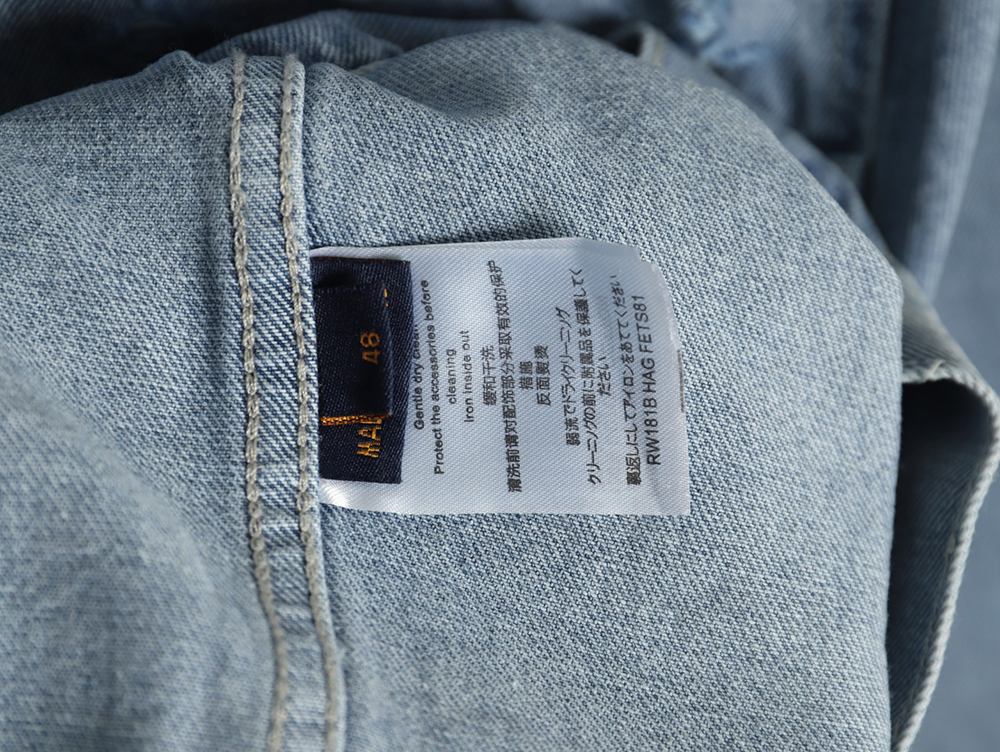 48
MAD
Gentle dry clean
Protect the accessories before
cleaning
Iron inside out
缓和干洗
清洗前请对配饰部分采取有效的保护
措施
反面熨烫
弱流でドライクリーニング
クリーニングの前に附属品を保護してく
ださい
裏返しにしてアイロンをあててください
RW181B HAG FETS81